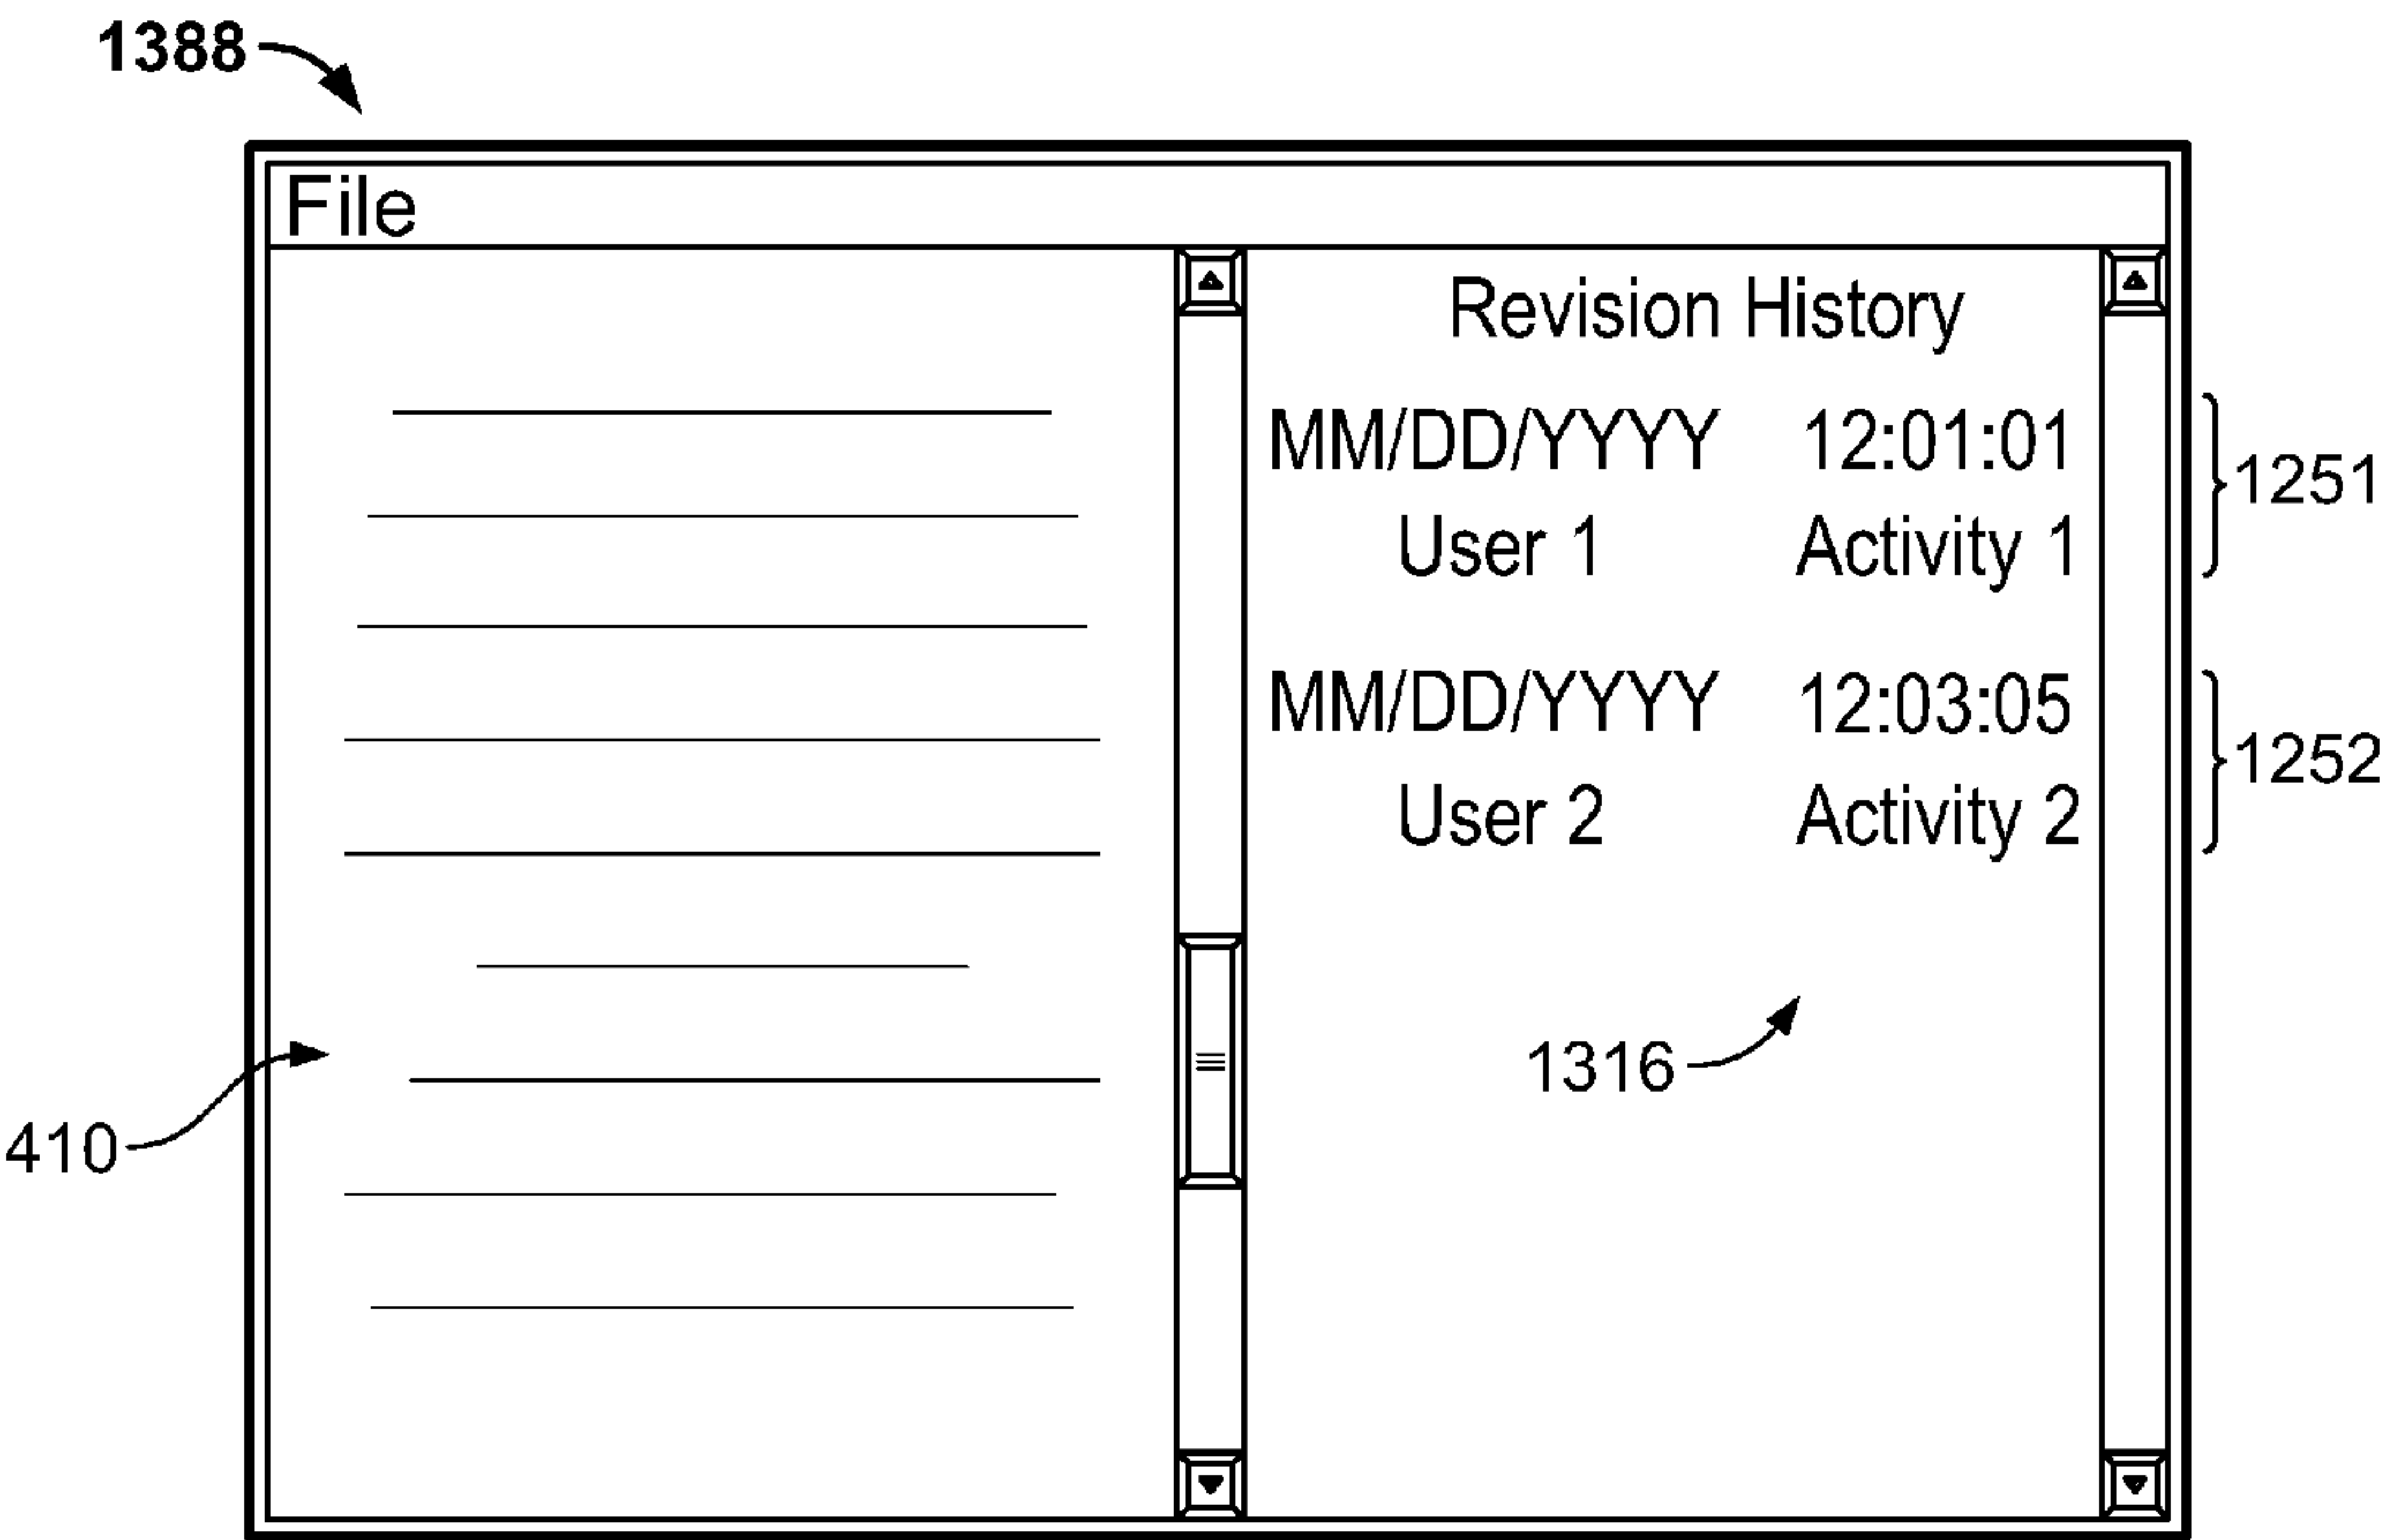 1388
File
Revision History
MM/DD/YYYY 12:01:01
User 1 Activity 1
1251
MM/DD/YYYY 12:03:05
User 2 Activity 2
1252
1316
410